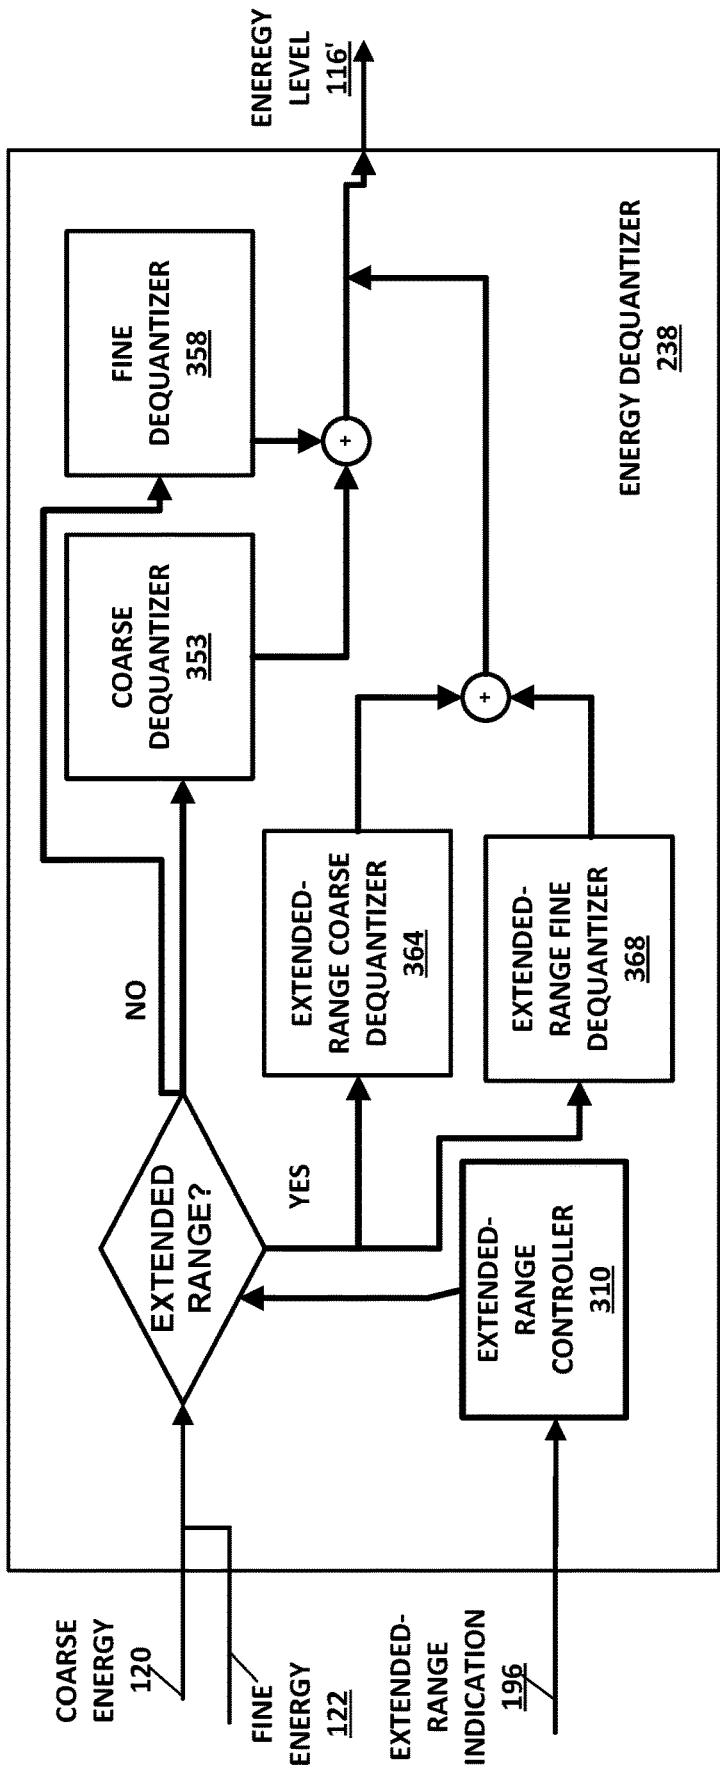 COARSE
ENERGY
120
FINE
ENERGY
122
EXTENDED-
RANGE
INDICATION
196
EXTENDED
RANGE?
NO
YES
EXTENDED-
RANGE
CONTROLLER
310
COARSE
DEQUANTIZER
353
FINE
DEQUANTIZER
358
EXTENDED-
RANGE COARSE
DEQUANTIZER
364
EXTENDED-
RANGE FINE
DEQUANTIZER
368
+
+
ENERGY DEQUANTIZER
238
ENEREGY
LEVEL
116'